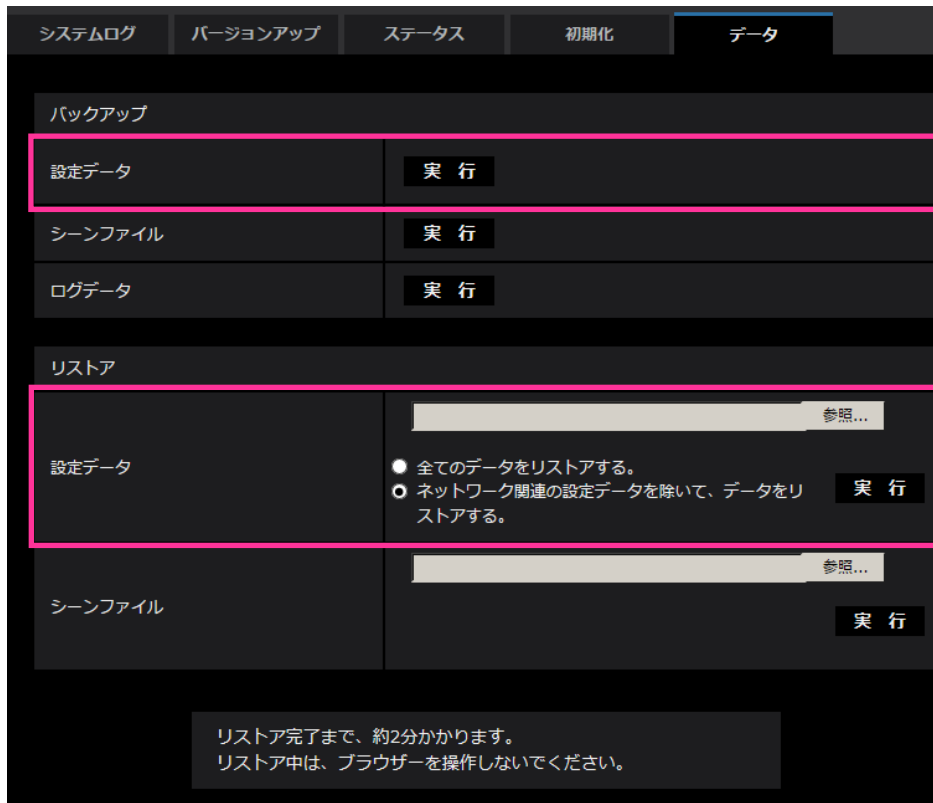 システムログ バージョンアップ ステータス 初期化 データ
バックアップ
設定データ 実 行
シーンファイル 実 行
ログデータ 実 行
リストア
参照...
設定データ
全てのデータをリストアする。
ネットワーク関連の設定データを除いて、データをリ
ストアする。
実 行
参照...
シーンファイル
実 行
リストア完了まで、約2分かかります。
リストア中は、ブラウザーを操作しないでください。